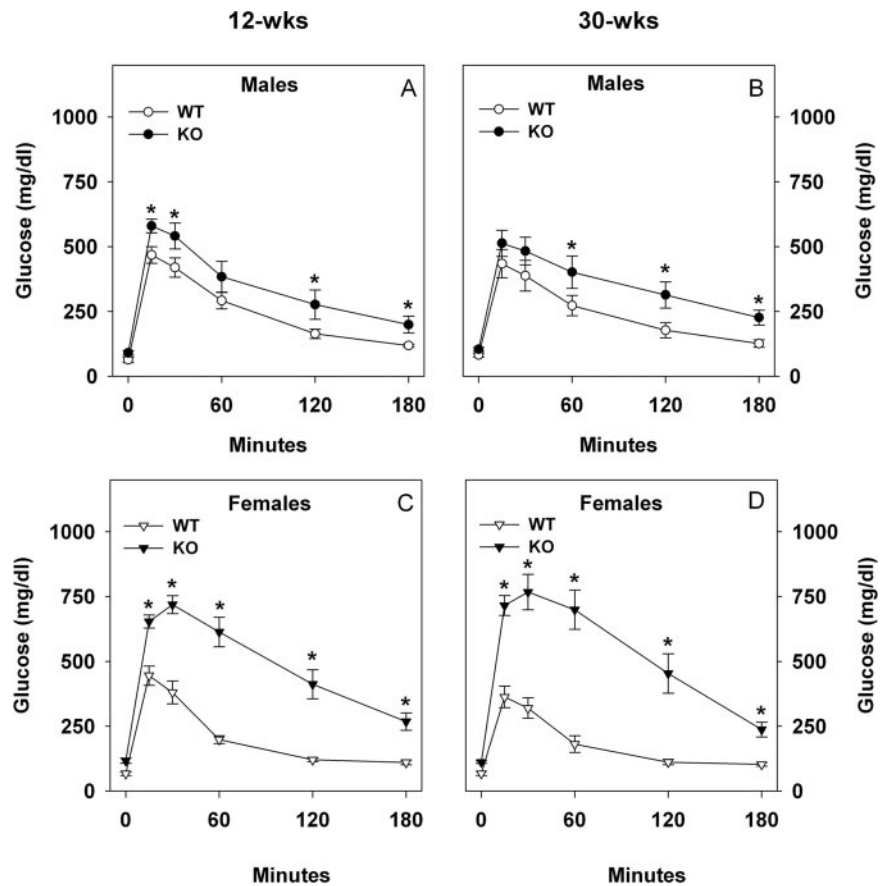 12-wks
30-wks
Males
A
WT
KO
Glucose (mg/dl)
1000
750
500
250
0
* * * *
0 60 120 180
Minutes
Males
B
WT
KO
Glucose (mg/dl)
1000
750
500
250
0
* * *
0 60 120 180
Minutes
Females
C
WT
KO
Glucose (mg/dl)
1000
750
500
250
0
* * * * *
0 60 120 180
Minutes
Females
D
WT
KO
Glucose (mg/dl)
1000
750
500
250
0
* * * * *
0 60 120 180
Minutes